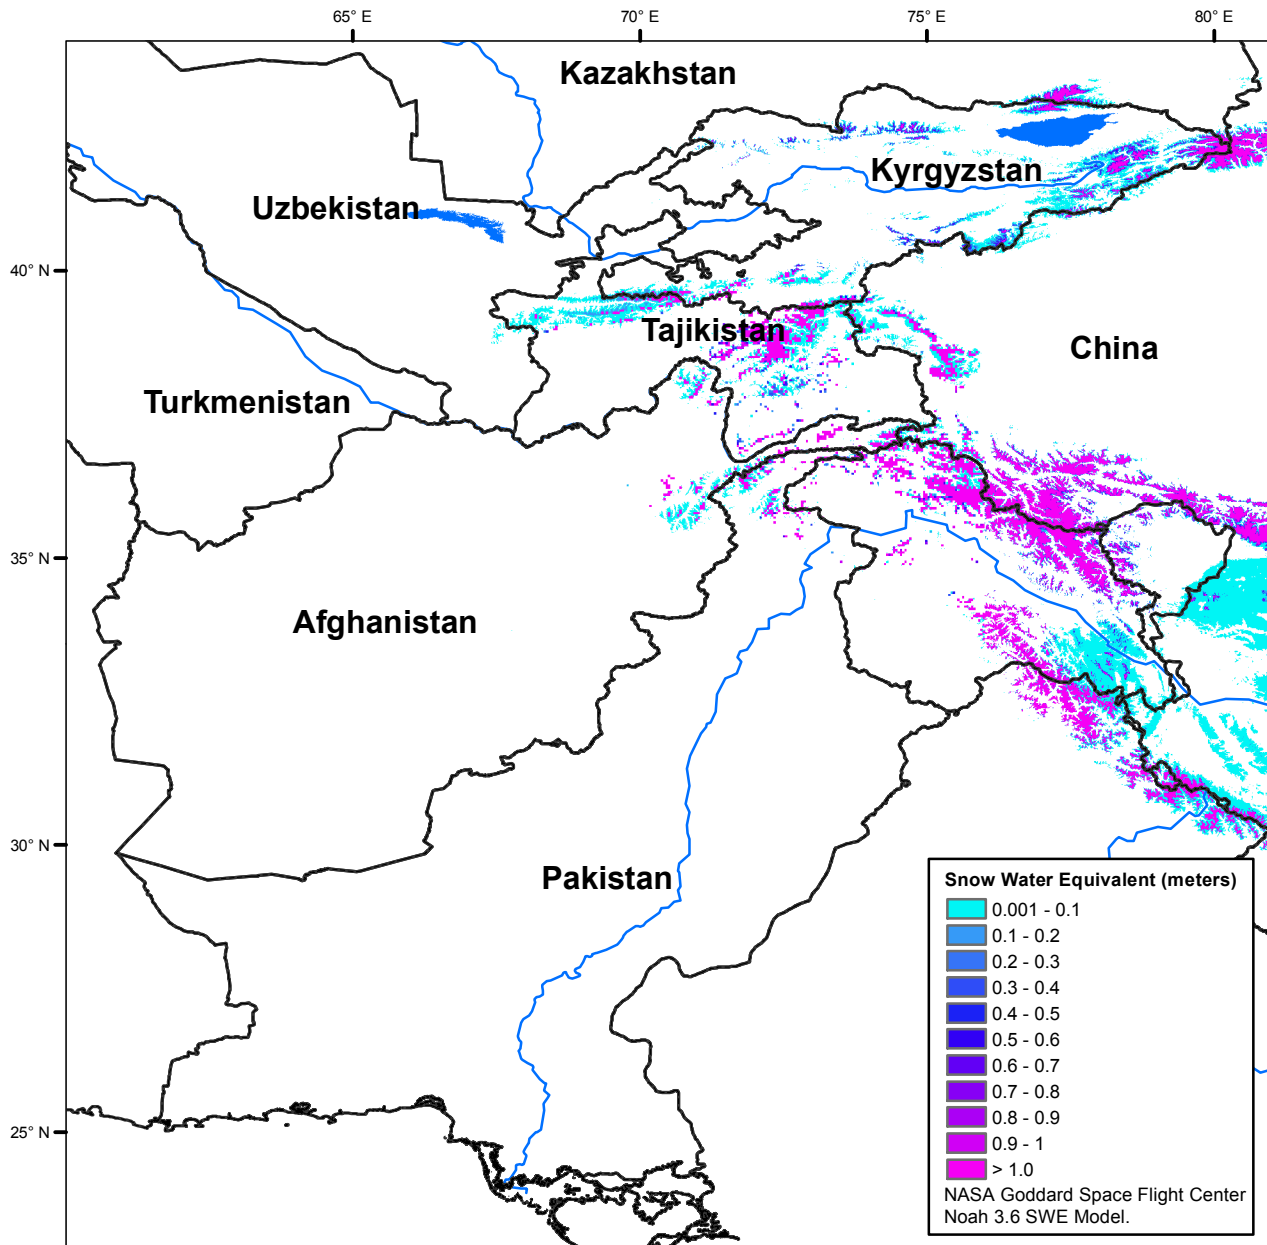 65° E
70° E
75° E
80° E
Kazakhstan
Kyrgyzstan
Uzbekistan
40° N
Tajikistan
China
Turkmenistan
35° N
Afghanistan
30° N
Pakistan
25° N
Snow Water Equivalent (meters)
0.001 - 0.1
0.1 - 0.2
0.2 - 0.3
0.3 - 0.4
0.4 - 0.5
0.5 - 0.6
0.6 - 0.7
0.7 - 0.8
0.8 - 0.9
0.9 - 1
> 1.0
NASA Goddard Space Flight Center
Noah 3.6 SWE Model.